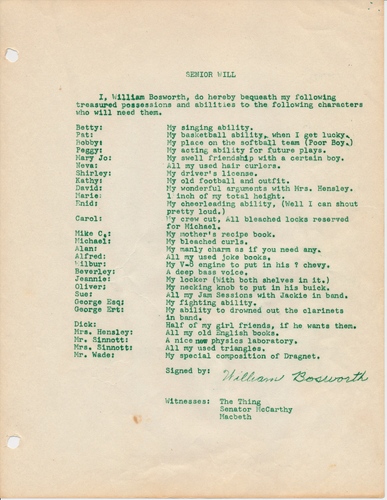 SENIOR WILL
I, William Bosworth, do hereby bequeath my following
treasured possessions and abilities to the following characters
who will need them.
Betty: My singing ability.
Pat: My basketball ability, when I get lucky.
Bobby: My place on the softball team (Poor Boy.)
Peggy: My acting ability for future plays.
Mary Jo: My swell friendship with a certain boy.
Neva: All my used hair curlers.
Shirley: My driver's license.
Kathy: My old football and outfit.
David: My wonderful arguments with Mrs. Hensley.
Marie: 1 inch of my total height.
Enid: My cheerleading ability, (Well I can shout
pretty loud.)
Carol: My crew cut, All bleached locks reserved
for Michael.
Mike C.: My mother's recipe book.
Michael: My bleached curls.
Alan: My manly charm es if you need any.
Alfred: All my used joke books.
Wilbur: My V-8 engine to put in his ? chevy.
Beverley: A deep bass voice.
Jeannie: My locker (With both shelves in it.)
Oliver: My necking knob to put in his buick.
Sue: All my Jam Sessions with Jackie in band.
George Esq: My fighting ability.
George Ert: My ability to drown out the clarinets
in band.
Dick: Half of my girl friends, if he wants them.
Mrs. Hensley: All my old English books.
Mr. Sinnott: A nice new physics laboratory.
Mrs. Sinnott: All my used triangles.
Mr. Wade: My special composition of Dragnet.
Signed by: William Bosworth
Witnesses: The Thing
Senator McCarthy
Macbeth